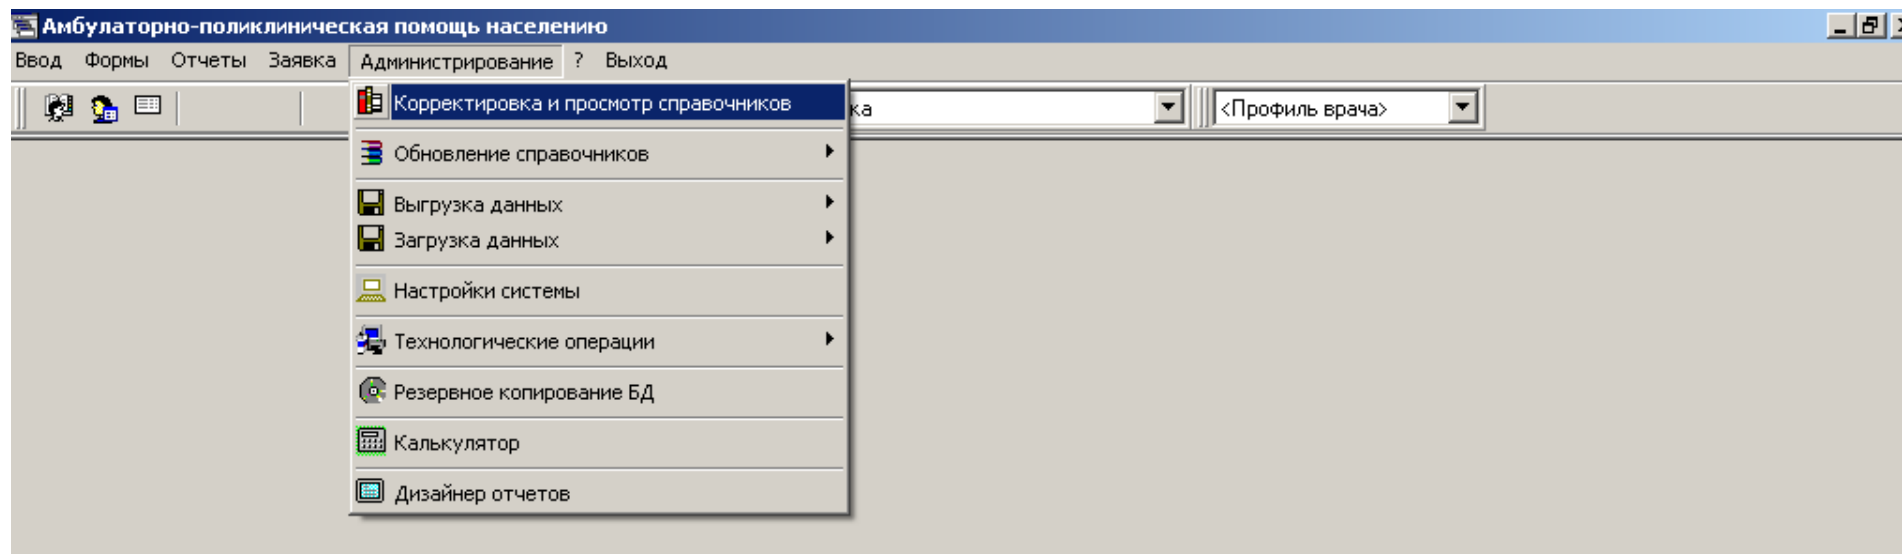 Амбулаторно-поликлиническая помощь населению
Ввод Формы Отчеты Заявка Администрирование ? Выход
Корректировка и просмотр справочников
ка <Профиль врача>
Обновление справочников
Выгрузка данных
Загрузка данных
Настройки системы
Технологические операции
Резервное копирование БД
Калькулятор
Дизайнер отчетов